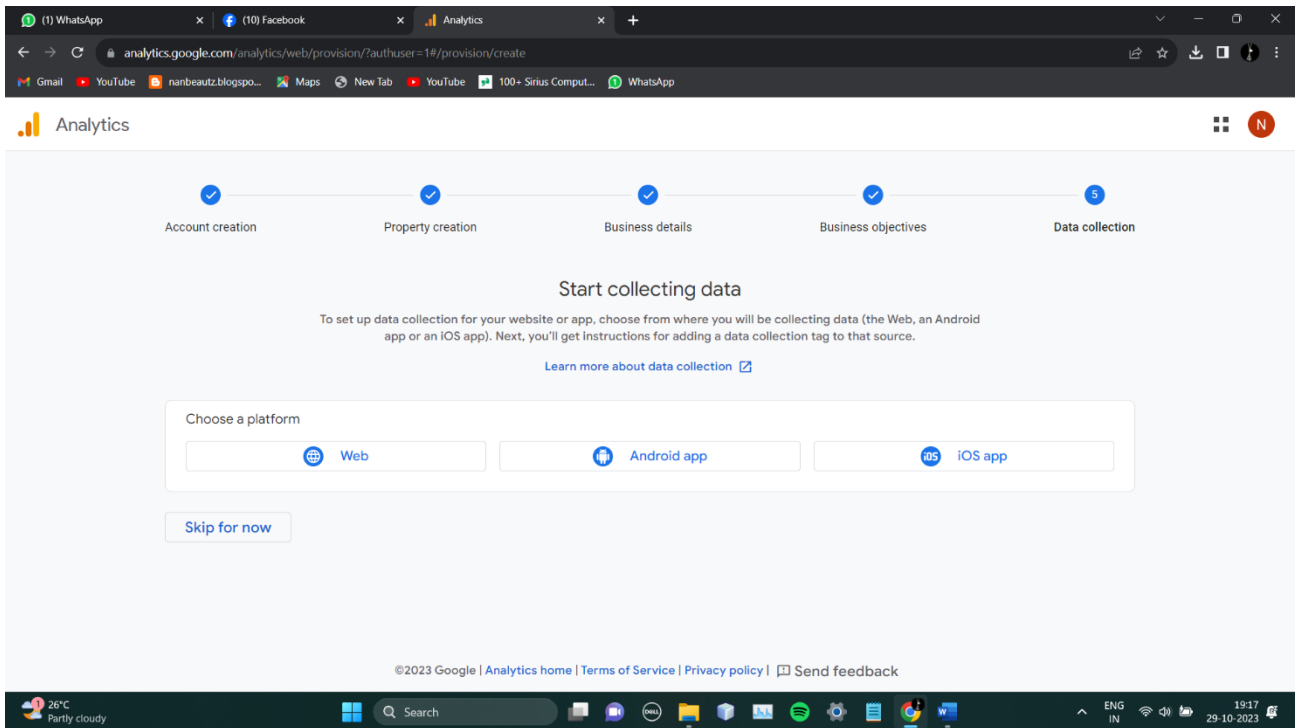 (1) WhatsApp
(10) Facebook
Analytics
analytics.google.com/analytics/web/provision/?authuser=1#/provision/create
Gmail
YouTube
nanbeautz.blogspo...
Maps
New Tab
YouTube
100+ Sirius Comput...
WhatsApp
Analytics
N
5
Account creation
Property creation
Business details
Business objectives
Data collection
Start collecting data
To set up data collection for your website or app, choose from where you will be collecting data (the Web, an Android
app or an iOS app). Next, you'll get instructions for adding a data collection tag to that source.
Learn more about data collection
Choose a platform
Web
Android app
iOS
iOS app
Skip for now
©2023 Google | Analytics home | Terms of Service | Privacy policy | Send feedback
1
26°C
Partly cloudy
Search
DELL
W
ENG
IN
19:17
29-10-2023